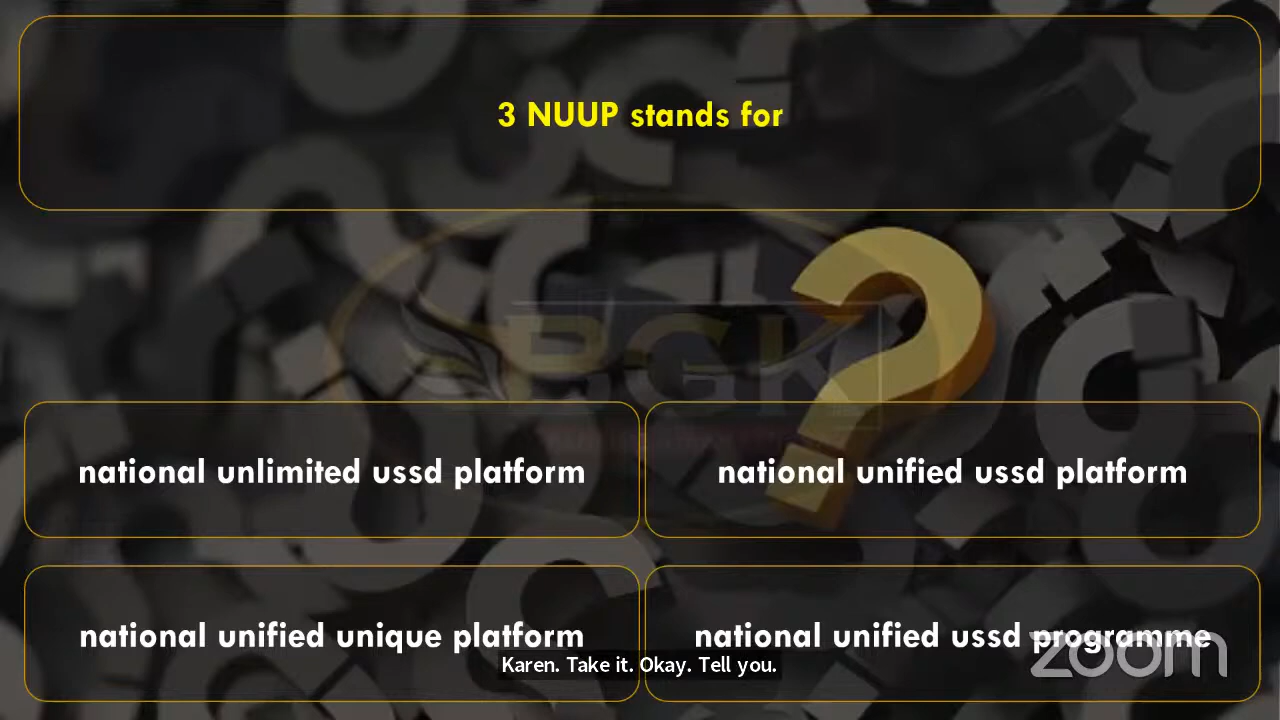 3 NUUP stands for
BGK
national unlimited ussd platform
national unified ussd platform
national unified unique platform
national unified ussd programme
Karen. Take it. Okay. Tell you.
zoom